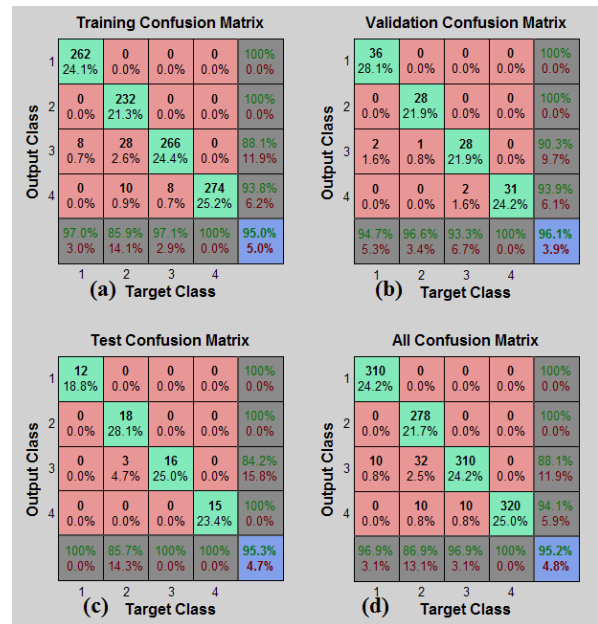 Training Confusion Matrix
Output Class
1 262 0 0 0 100%
24.1% 0.0% 0.0% 0.0% 0.0%
2 0 232 0 0 100%
0.0% 21.3% 0.0% 0.0% 0.0%
3 8 28 266 0 88.1%
0.7% 2.6% 24.4% 0.0% 11.9%
4 0 10 8 274 93.8%
0.0% 0.9% 0.7% 25.2% 6.2%
97.0% 85.9% 97.1% 100% 95.0%
3.0% 14.1% 2.9% 0.0% 5.0%
1 2 3 4
(a) Target Class
Validation Confusion Matrix
Output Class
1 36 0 0 0 100%
28.1% 0.0% 0.0% 0.0% 0.0%
2 0 28 0 0 100%
0.0% 21.9% 0.0% 0.0% 0.0%
3 2 1 28 0 90.3%
1.6% 0.8% 21.9% 0.0% 9.7%
4 0 0 2 31 93.9%
0.0% 0.0% 1.6% 24.2% 6.1%
94.7% 96.6% 93.3% 100% 96.1%
5.3% 3.4% 6.7% 0.0% 3.9%
1 2 3 4
(b) Target Class
Test Confusion Matrix
Output Class
1 12 0 0 0 100%
18.8% 0.0% 0.0% 0.0% 0.0%
2 0 18 0 0 100%
0.0% 28.1% 0.0% 0.0% 0.0%
3 0 3 16 0 84.2%
0.0% 4.7% 25.0% 0.0% 15.8%
4 0 0 0 15 100%
0.0% 0.0% 0.0% 23.4% 0.0%
100% 85.7% 100% 100% 95.3%
0.0% 14.3% 0.0% 0.0% 4.7%
1 2 3 4
(c) Target Class
All Confusion Matrix
Output Class
1 310 0 0 0 100%
24.2% 0.0% 0.0% 0.0% 0.0%
2 0 278 0 0 100%
0.0% 21.7% 0.0% 0.0% 0.0%
3 10 32 310 0 88.1%
0.8% 2.5% 24.2% 0.0% 11.9%
4 0 10 10 320 94.1%
0.0% 0.8% 0.8% 25.0% 5.9%
96.9% 86.9% 96.9% 100% 95.2%
3.1% 13.1% 3.1% 0.0% 4.8%
1 2 3 4
(d) Target Class